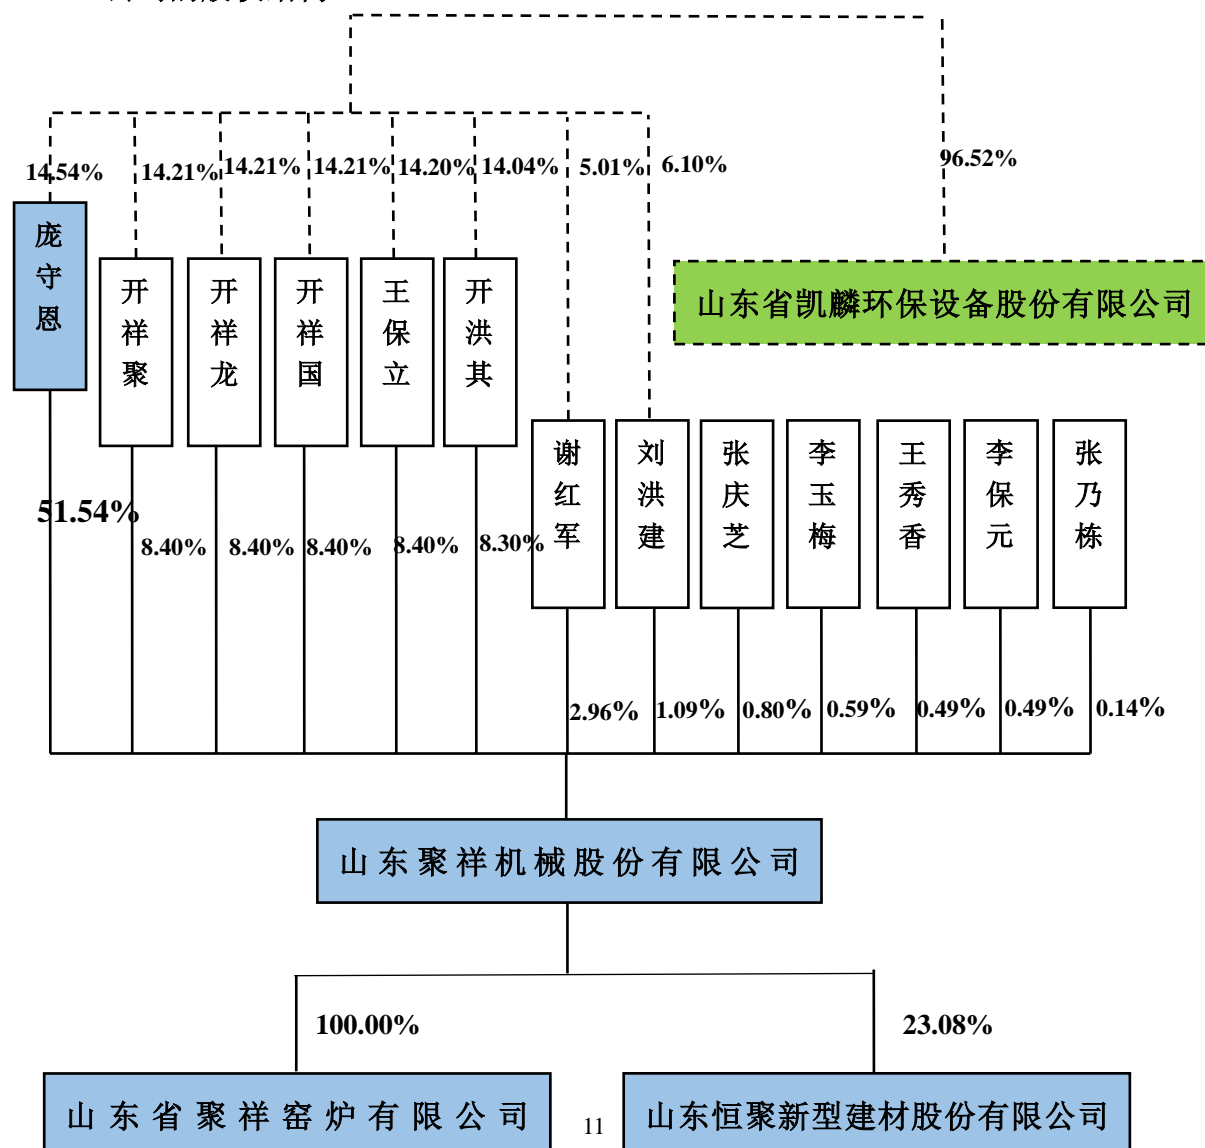 14.54%
14.21%
14.21%
14.21%
14.20%
14.04%
5.01%
6.10%
96.52%
庞守恩
开祥聚
开祥龙
开祥国
王保立
开洪其
山东省凯麟环保设备股份有限公司
谢红军
刘洪建
张庆芝
李玉梅
王秀香
李保元
张乃栋
51.54%
8.40%
8.40%
8.40%
8.40%
8.30%
2.96%
1.09%
0.80%
0.59%
0.49%
0.49%
0.14%
山东聚祥机械股份有限公司
100.00%
23.08%
山东省聚祥窑炉有限公司
山东恒聚新型建材股份有限公司
11